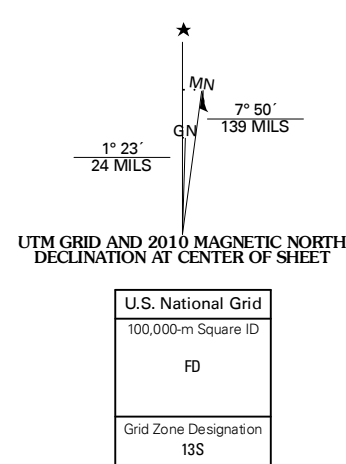 MN
GN
7° 50´
139 MILS
1° 23´
24 MILS
UTM GRID AND 2010 MAGNETIC NORTH
DECLINATION AT CENTER OF SHEET
U.S. National Grid
100,000-m Square ID
FD
Grid Zone Designation
13S